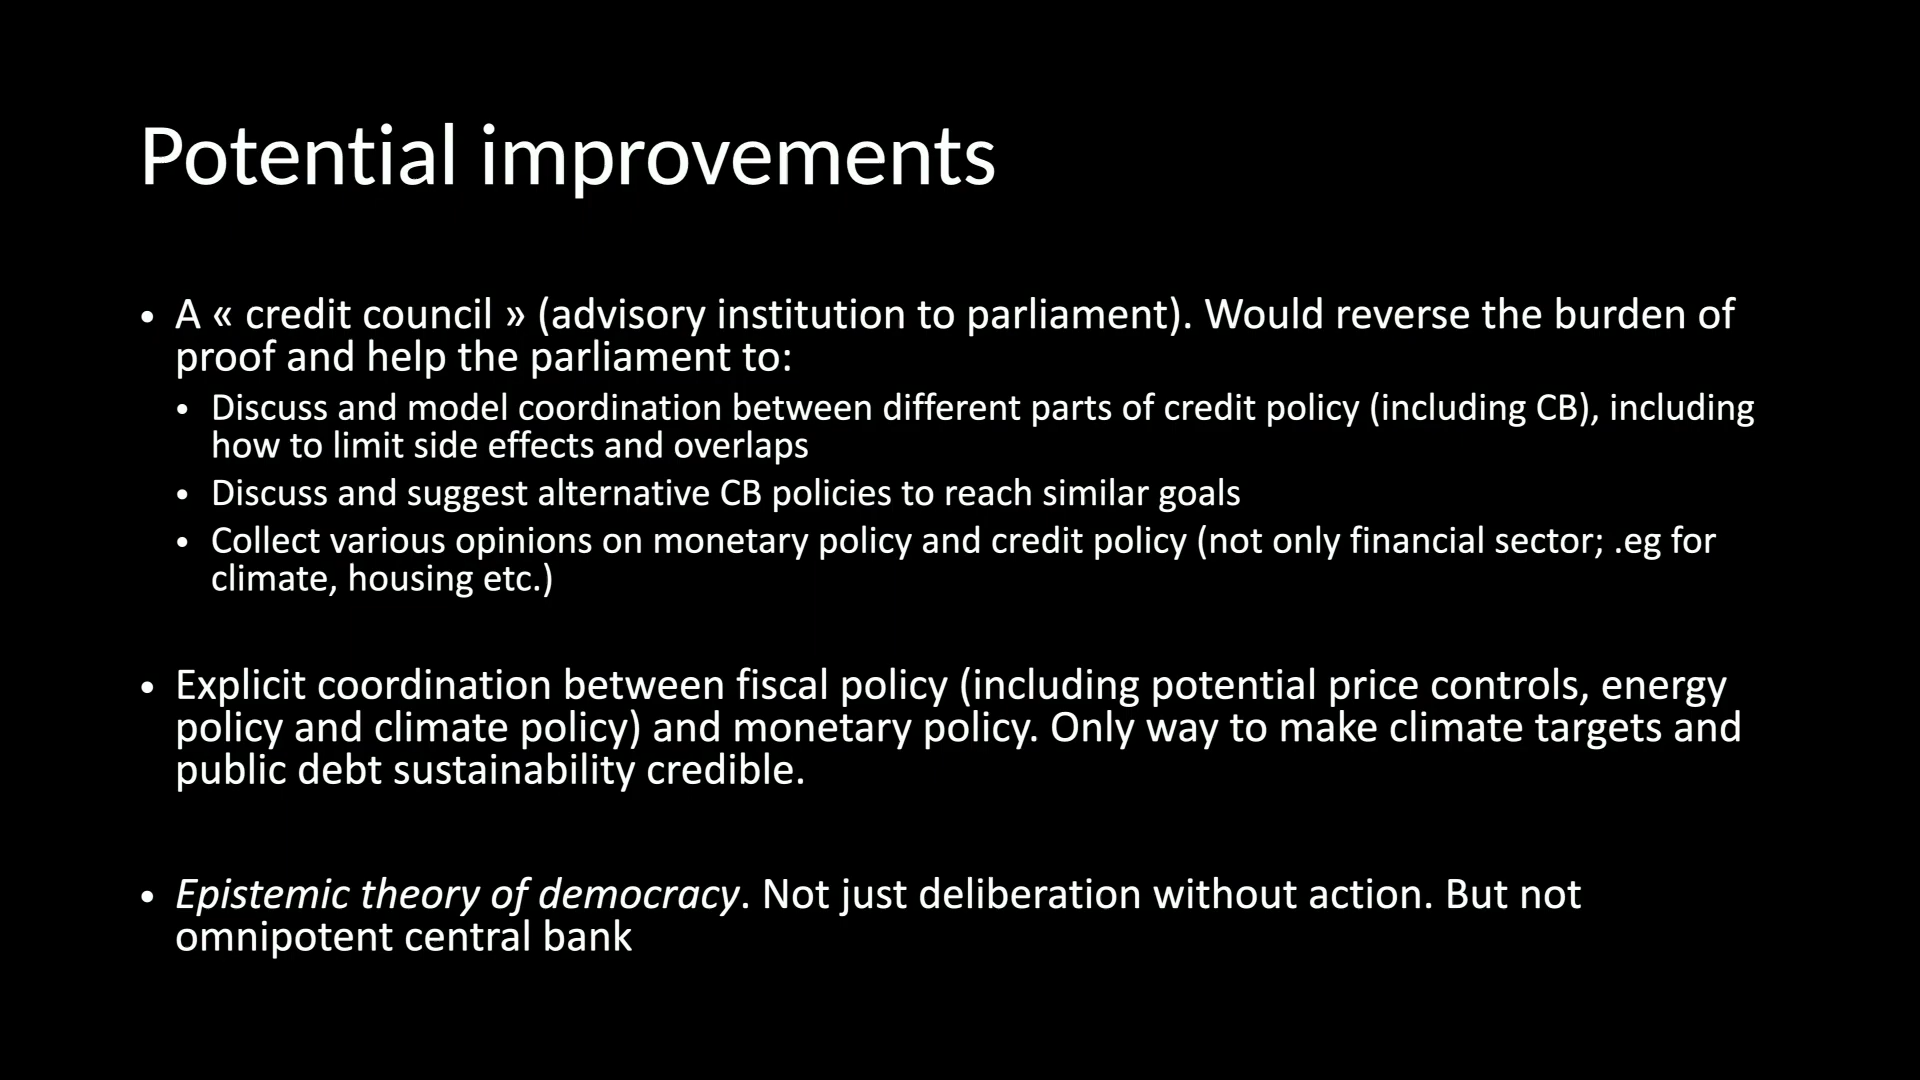 Potential improvements
• A « credit council » (advisory institution to parliament). Would reverse the burden of
proof and help the parliament to:
• Discuss and model coordination between different parts of credit policy (including CB), including
how to limit side effects and overlaps
• Discuss and suggest alternative CB policies to reach similar goals
• Collect various opinions on monetary policy and credit policy (not only financial sector; .eg for
climate, housing etc.)
• Explicit coordination between fiscal policy (including potential price controls, energy
policy and climate policy) and monetary policy. Only way to make climate targets and
public debt sustainability credible.
• Epistemic theory of democracy. Not just deliberation without action. But not
omnipotent central bank